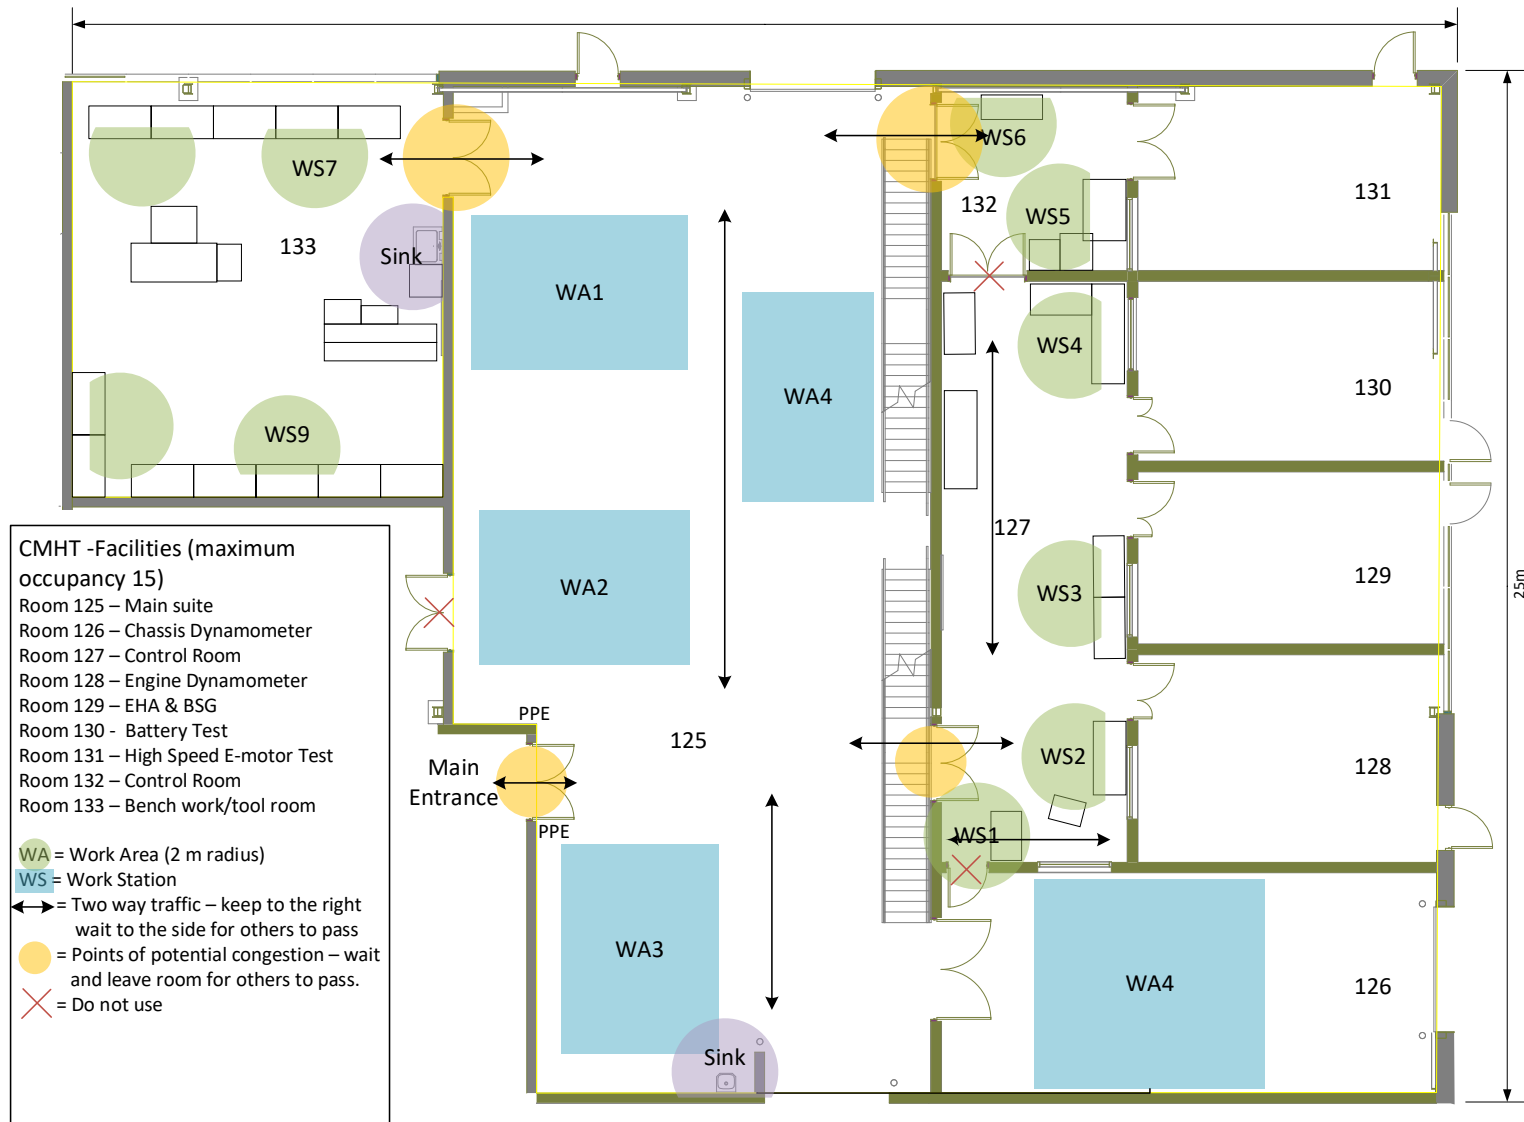 WS7
133
Sink
WS9
WA1
WA4
WA2
WS6
132
WS5
WS4
127
WS3
WS2
WS1
131
130
129
128
126
25m
PPE
125
Main
Entrance
PPE
WA3
Sink
WA4
CMHT -Facilities (maximum
occupancy 15)
Room 125 – Main suite
Room 126 – Chassis Dynamometer
Room 127 – Control Room
Room 128 – Engine Dynamometer
Room 129 – EHA & BSG
Room 130 -  Battery Test
Room 131 – High Speed E-motor Test
Room 132 – Control Room
Room 133 – Bench work/tool room
WA = Work Area (2 m radius)
WS = Work Station
= Two way traffic – keep to the right
wait to the side for others to pass
= Points of potential congestion – wait
and leave room for others to pass.
= Do not use